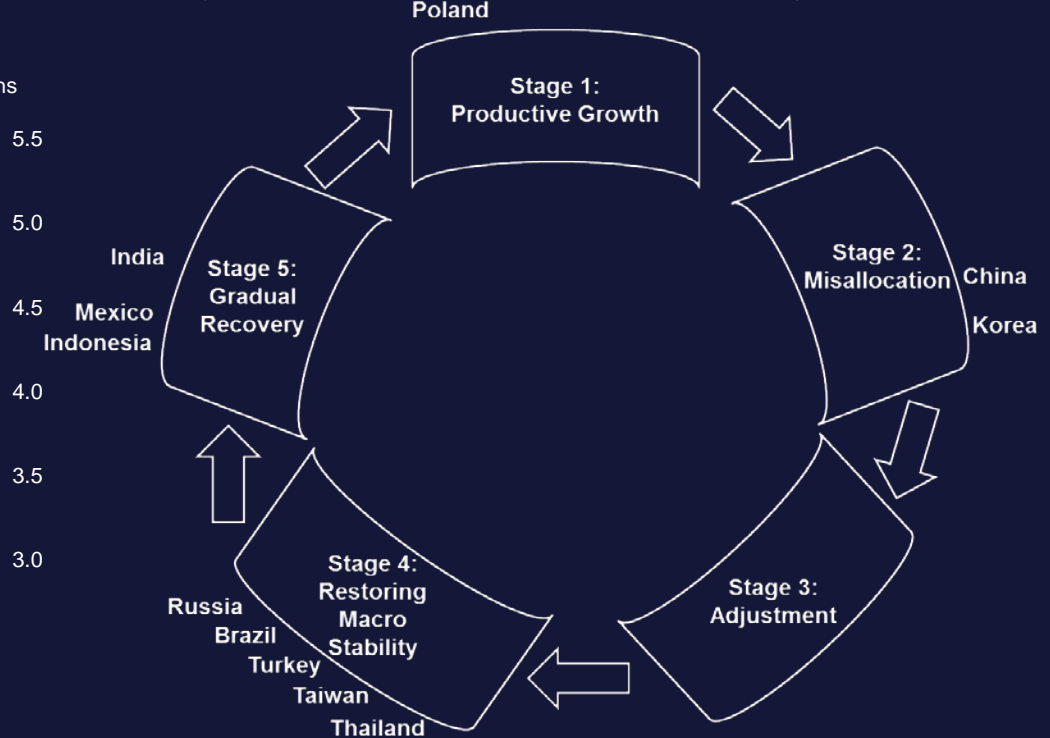 Poland
ns
Stage 1:
Productive Growth
5.5
5.0
4.5
4.0
3.5
3.0
Stage 2:
Misallocation
China
Korea
Stage 3:
Adjustment
Stage 4:
Restoring
Macro
Stability
Russia
Brazil
Turkey
Taiwan
Thailand
Stage 5:
Gradual
Recovery
India
Mexico
Indonesia